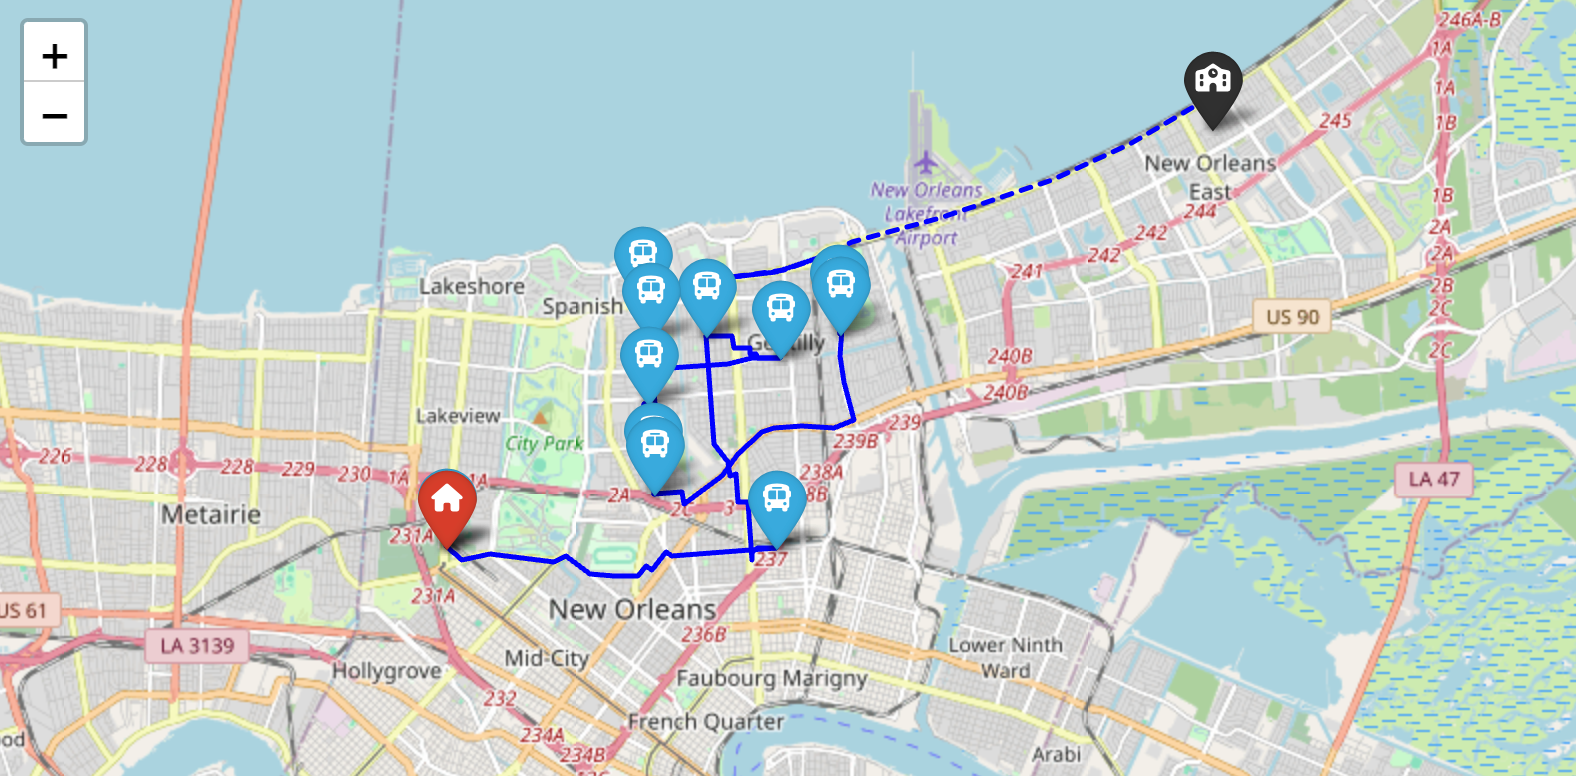 +
−
246A-B
1A
1A
1B
245
New Orleans
East
1B
244
242
242
241
2A
2A
2B
2C
2C
US 90
240B
240B
239
239B
New Orleans
Lakefront
Airport
Lakeshore
Spanish
Lakeview
City Park
226
228
228
229
230
1A
1A
2A
2C
3
238A
8B
237
LA 47
Metairie
231A
231A
US 61
LA 3139
New Orleans
236B
Mid-City
Hollygrove
232
Faubourg Marigny
French Quarter
234A
234B
Lower Ninth
Ward
Arabi
od